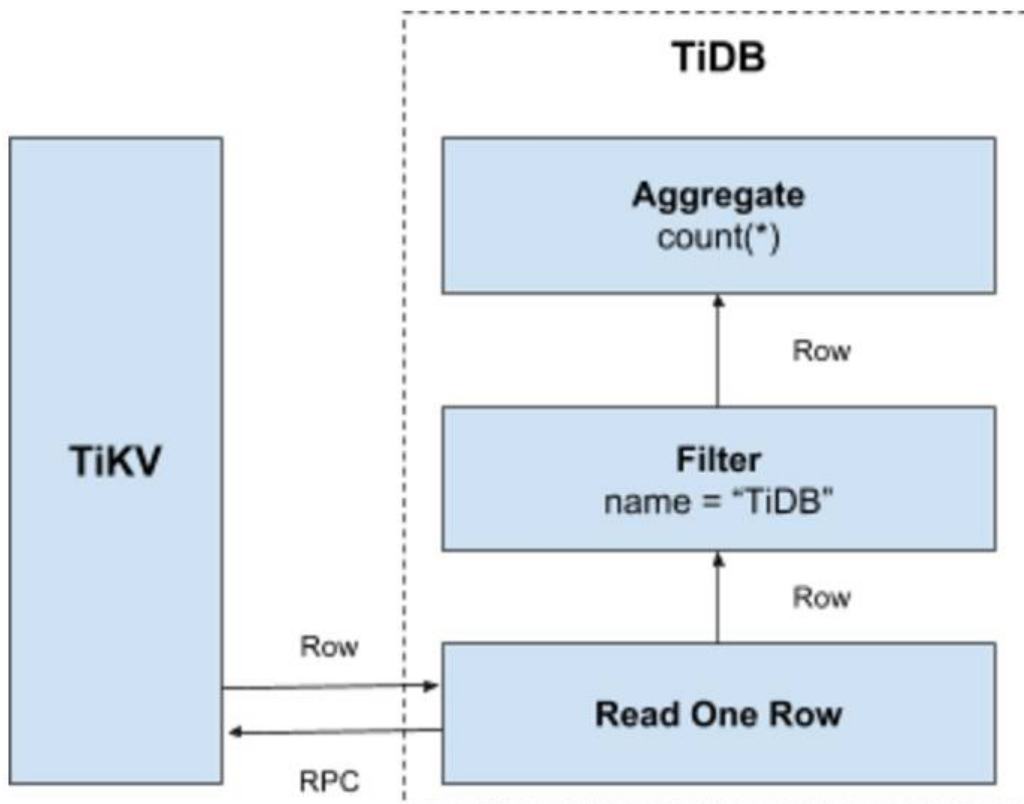 TiDB
Aggregate
count(*)
Row
TiKV
Filter
name = “TiDB”
Row
Row
Read One Row
RPC